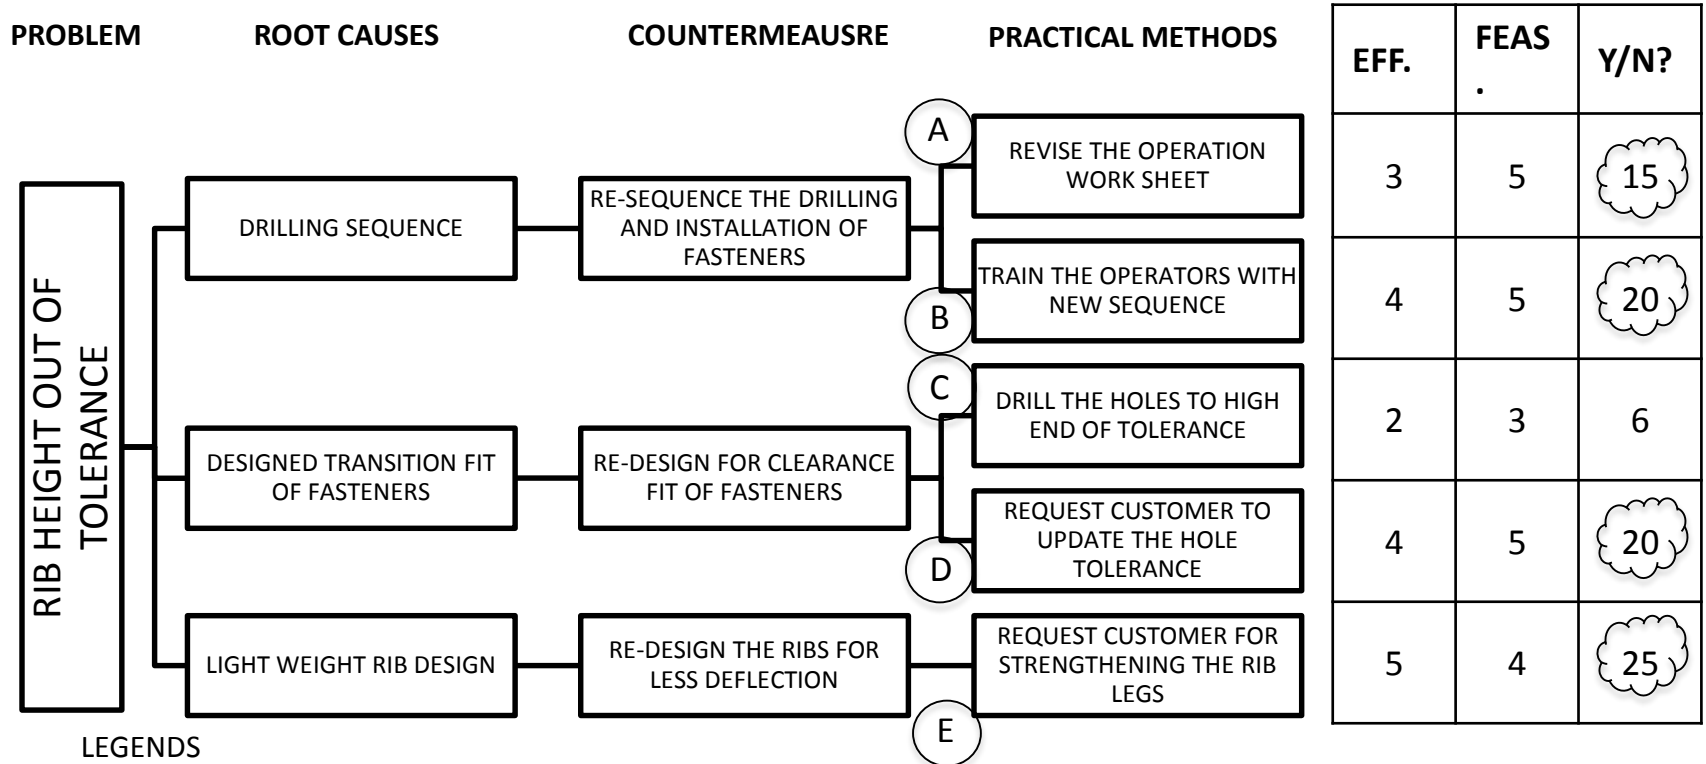 PROBLEM
ROOT CAUSES
COUNTERMEAUSRE
PRACTICAL METHODS
EFF.
FEAS
.
Y/N?
RIB HEIGHT OUT OF
TOLERANCE
DRILLING SEQUENCE
RE-SEQUENCE THE DRILLING
AND INSTALLATION OF
FASTENERS
A
REVISE THE OPERATION
WORK SHEET
3
5
15
B
TRAIN THE OPERATORS WITH
NEW SEQUENCE
4
5
20
DESIGNED TRANSITION FIT
OF FASTENERS
RE-DESIGN FOR CLEARANCE
FIT OF FASTENERS
C
DRILL THE HOLES TO HIGH
END OF TOLERANCE
2
3
6
D
REQUEST CUSTOMER TO
UPDATE THE HOLE
TOLERANCE
4
5
20
LIGHT WEIGHT RIB DESIGN
RE-DESIGN THE RIBS FOR
LESS DEFLECTION
E
REQUEST CUSTOMER FOR
STRENGTHENING THE RIB
LEGS
5
4
25
LEGENDS